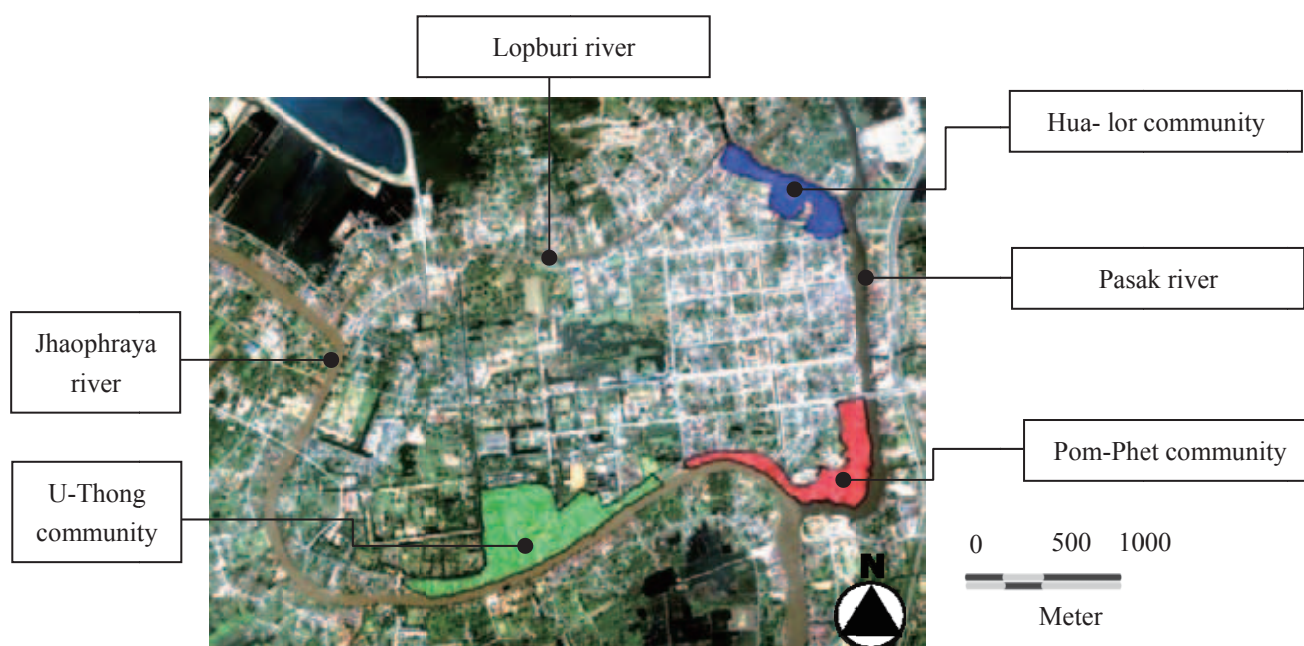 Lopburi river
Hua- lor community
Pasak river
Jhaophraya
river
Pom-Phet community
U-Thong
community
N
0 500 1000
Meter